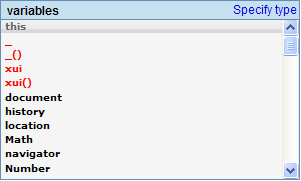 variables Specify type
this
_
_()
xui
xui()
document
history
location
Math
navigator
Number